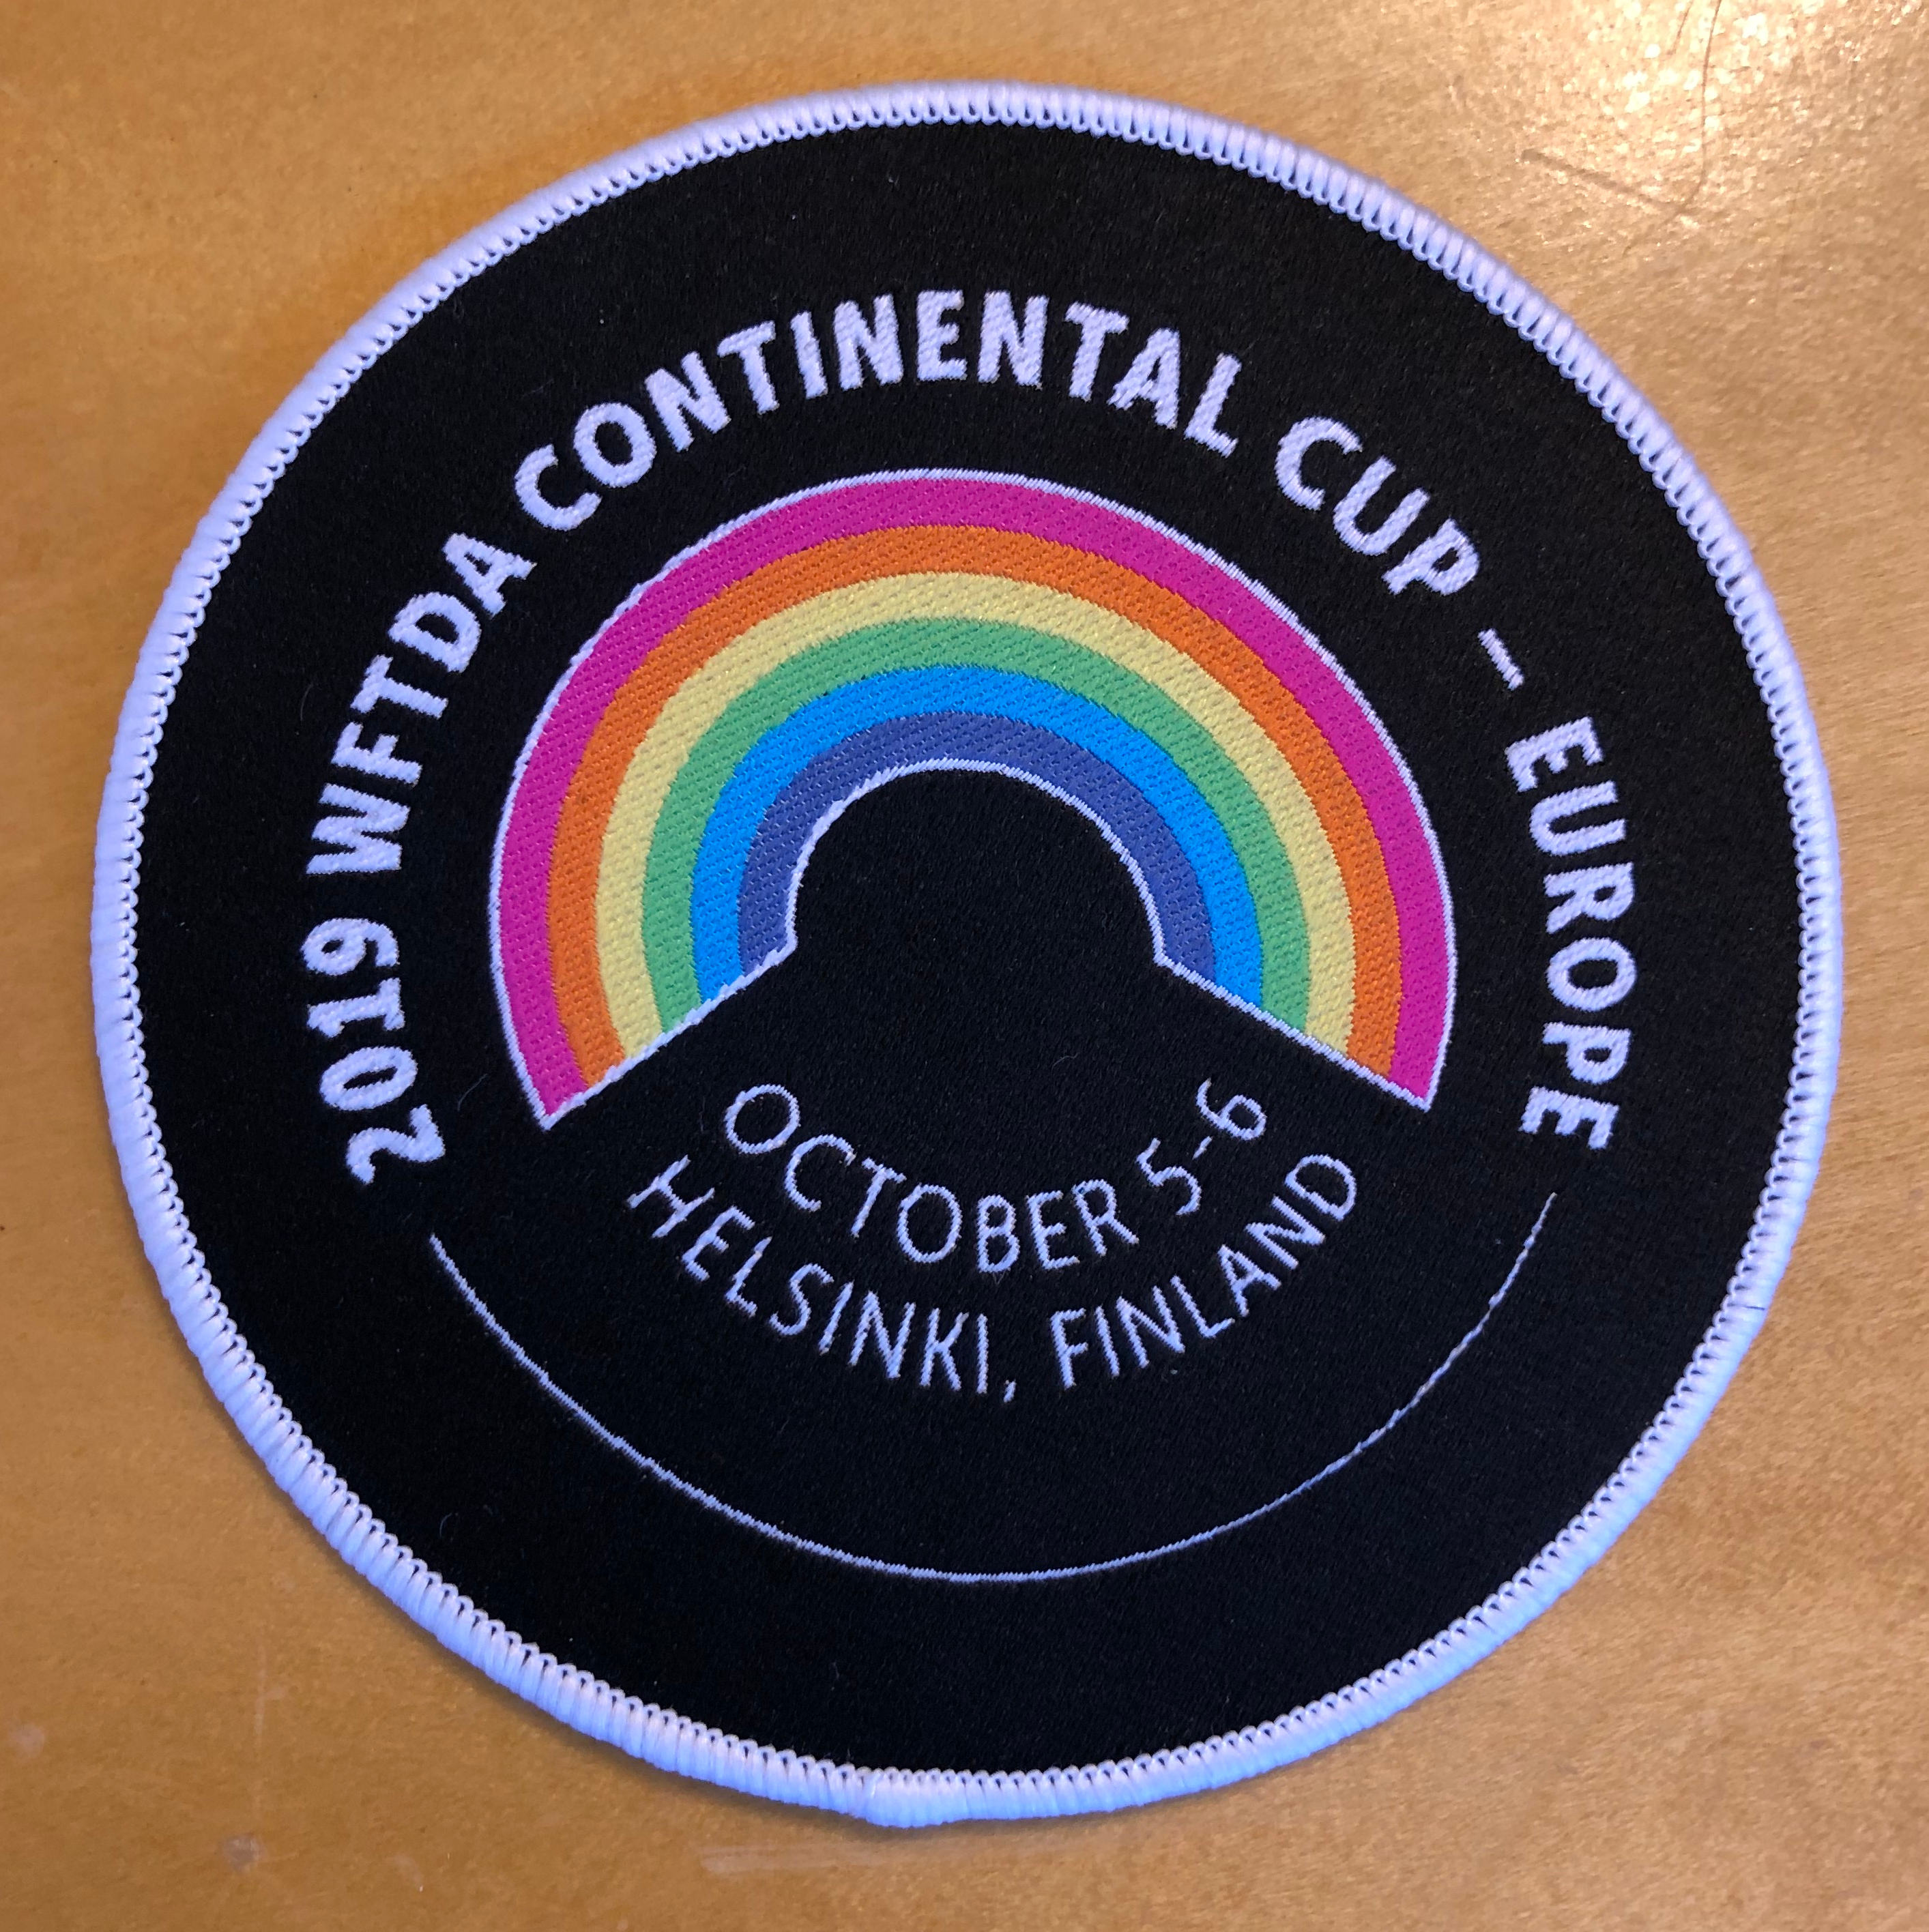 2019 WFTDA CONTINENTAL CUP - EUROPE
OCTOBER 5-6
HELSINKI, FINLAND